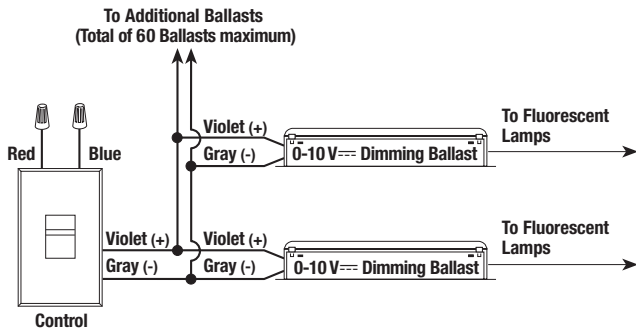 To Additional Ballasts
(Total of 60 Ballasts maximum)
Red
Blue
Violet (+)
Gray (-)
0-10 V⎓ Dimming Ballast
To Fluorescent
Lamps
Violet (+)
Gray (-)
Violet (+)
Gray (-)
0-10 V⎓ Dimming Ballast
To Fluorescent
Lamps
Control